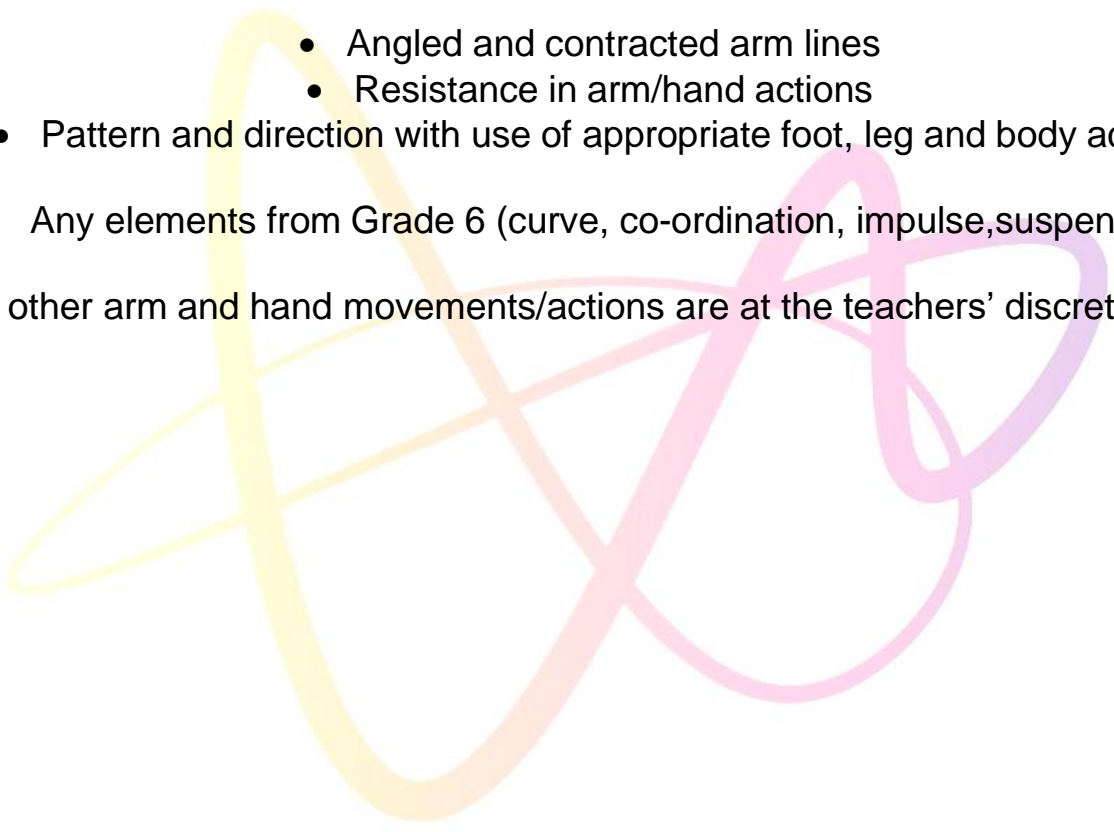 • Angled and contracted arm lines
• Resistance in arm/hand actions
• Pattern and direction with use of appropriate foot, leg and body
Any elements from Grade 6 (curve, co-ordination, impulse,
other arm and hand movements/actions are at the teachers’